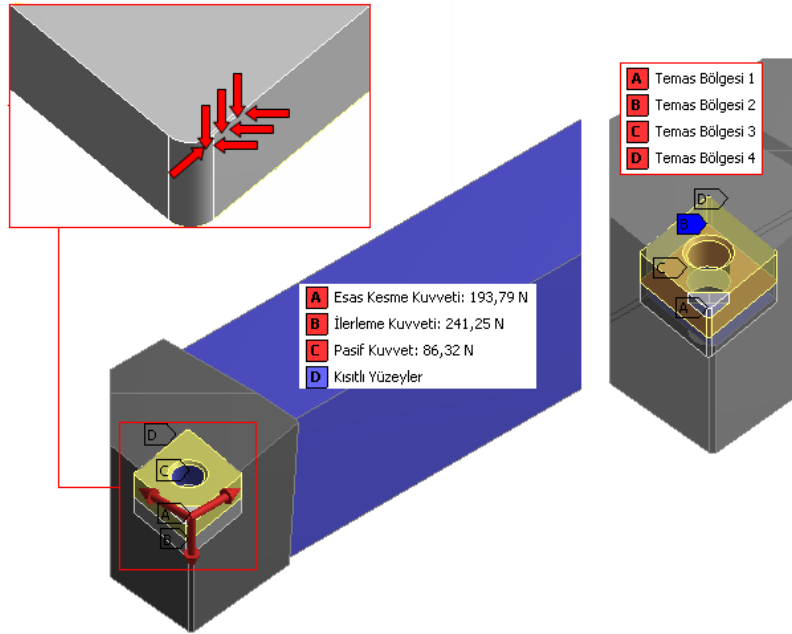 A Temas Bölgesi 1
B Temas Bölgesi 2
C Temas Bölgesi 3
D Temas Bölgesi 4
D
B
C
A
A Esas Kesme Kuvveti: 193,79 N
B İlerleme Kuvveti: 241,25 N
C Pasif Kuvvet: 86,32 N
D Kısıtlı Yüzeyler
D
C
A
B